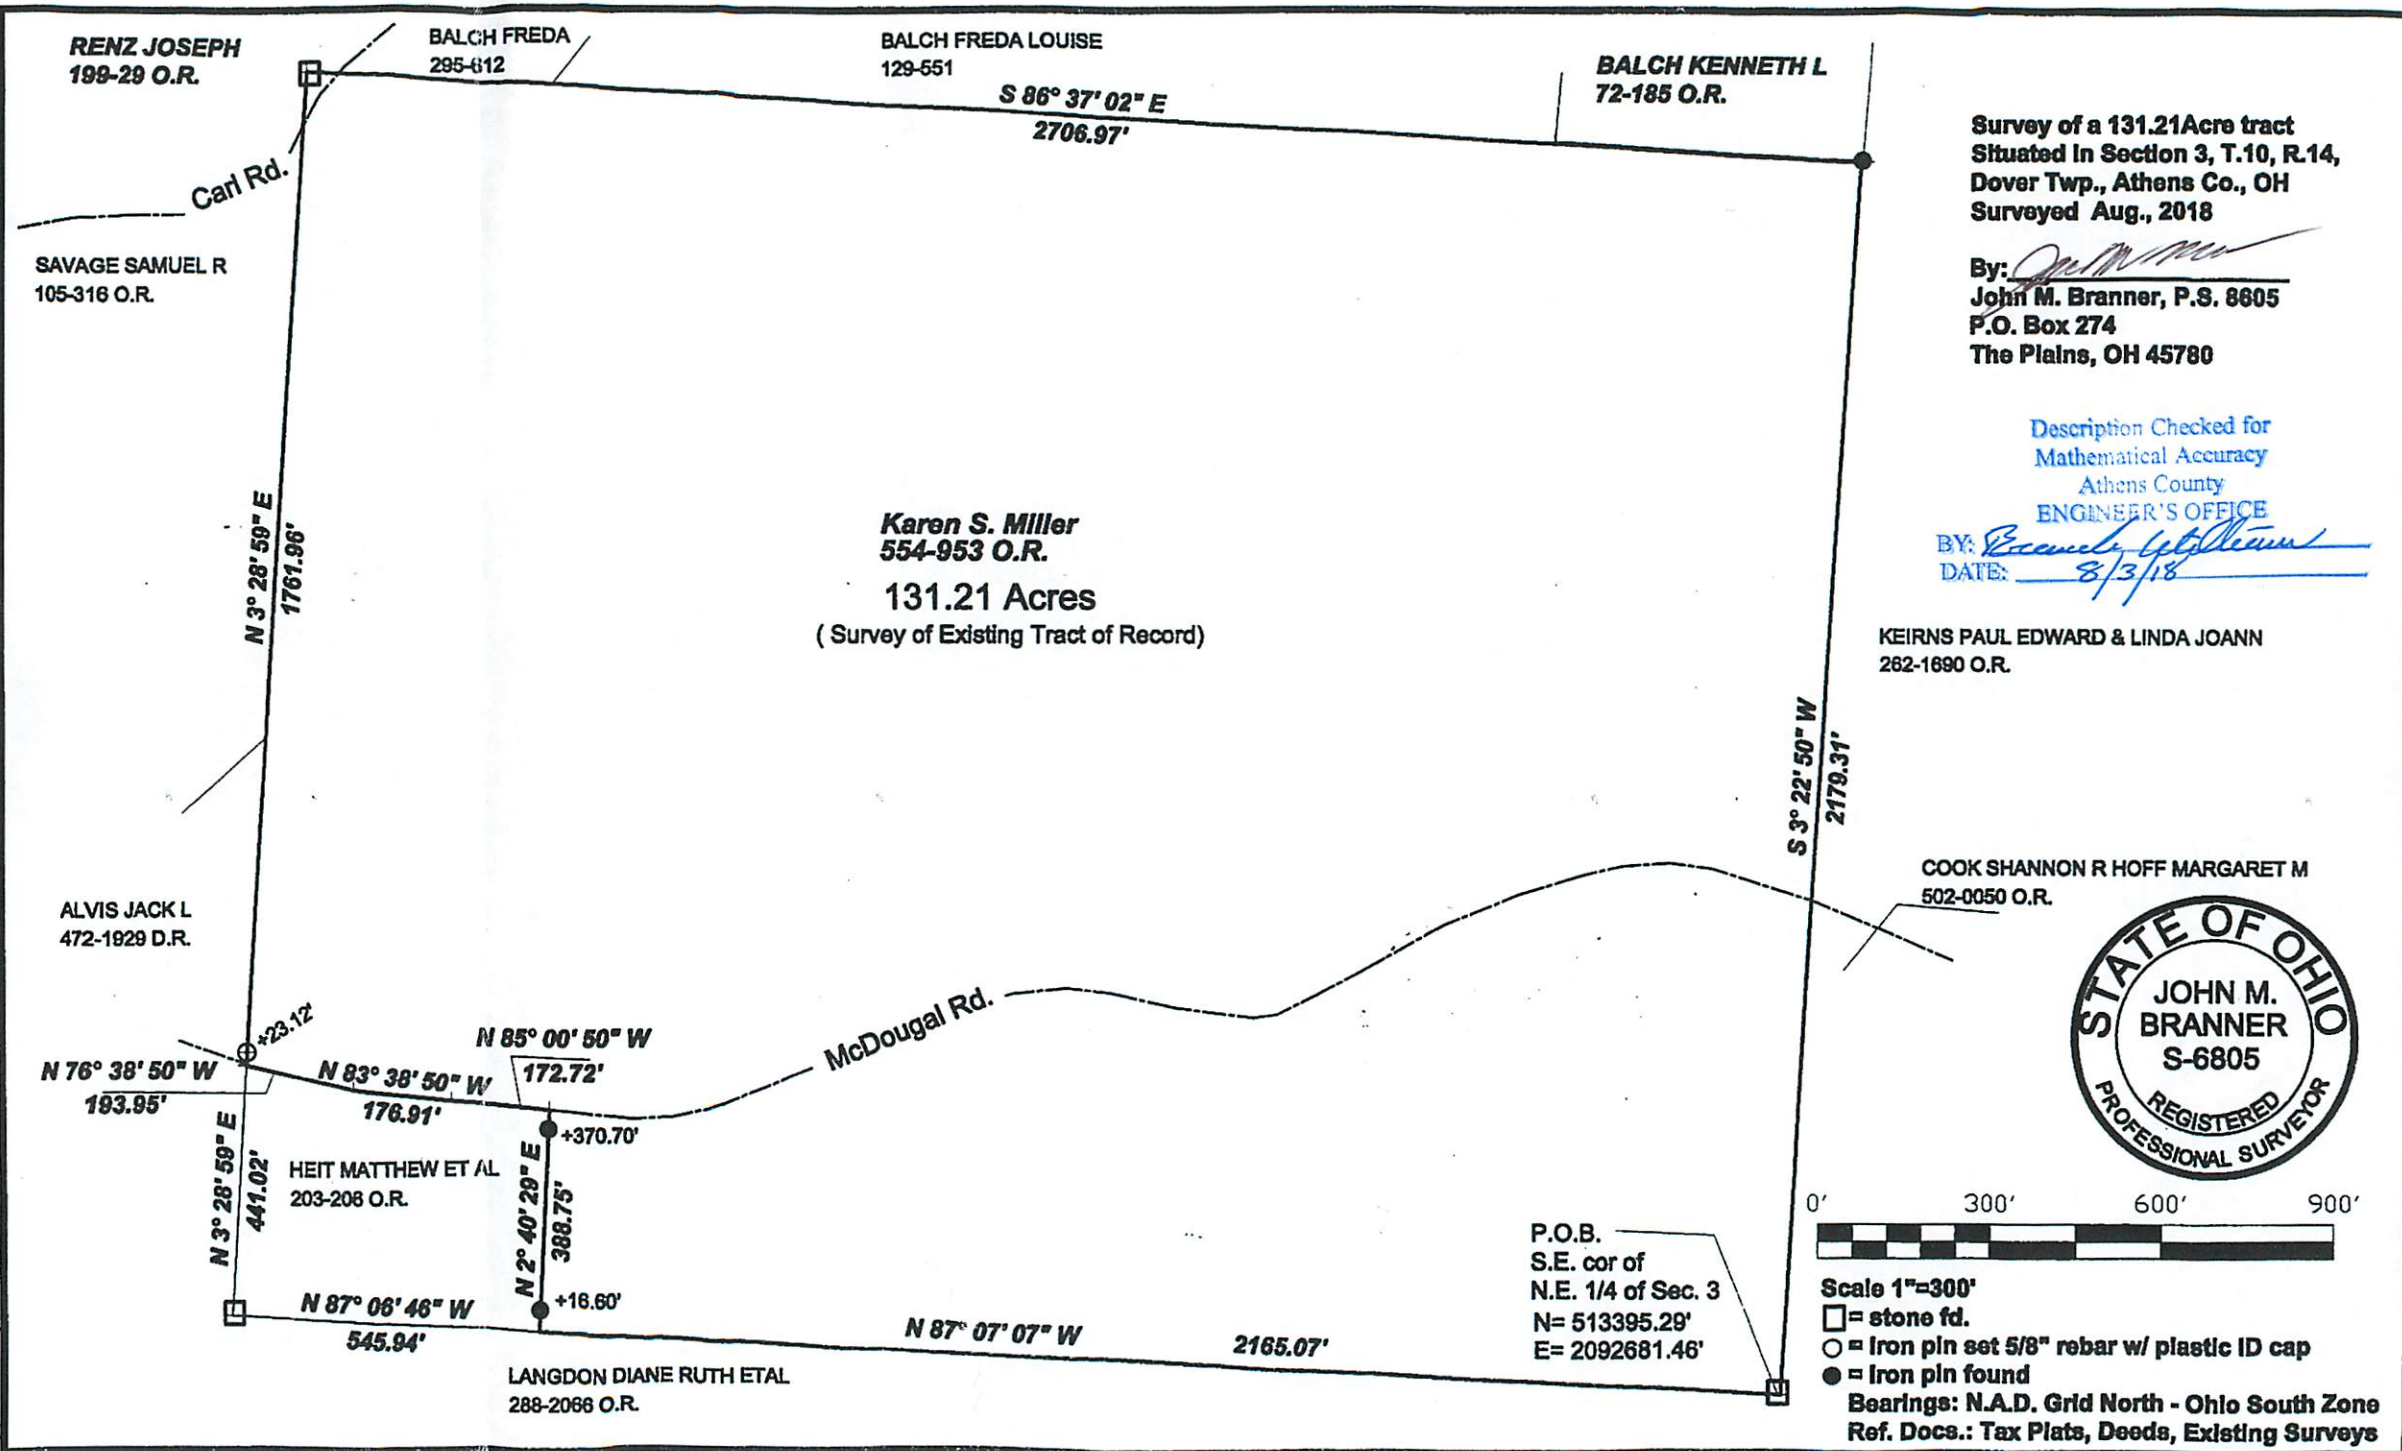 RENZ JOSEPH
199-29 O.R.
BALCH FREDA
295-612
BALCH FREDA LOUISE
129-551
BALCH KENNETH L
72-185 O.R.
S 86° 37' 02" E
2706.97'
Carl Rd.
SAVAGE SAMUEL R
105-316 O.R.
Survey of a 131.21Acre tract
Situated in Section 3, T.10, R.14,
Dover Twp., Athens Co., OH
Surveyed Aug., 2018
By:
John M. Branner, P.S. 8605
P.O. Box 274
The Plains, OH 45780
Description Checked for
Mathematical Accuracy
Athens County
ENGINEER'S OFFICE
BY:
DATE: 8/3/18
N 3° 28' 59" E
1761.96'
Karen S. Miller
554-953 O.R.
131.21 Acres
( Survey of Existing Tract of Record)
KEIRNS PAUL EDWARD & LINDA JOANN
262-1690 O.R.
S 3° 22' 50" W
2179.31'
COOK SHANNON R HOFF MARGARET M
502-0050 O.R.
ALVIS JACK L
472-1929 D.R.
STATE OF OHIO
JOHN M.
BRANNER
S-6805
REGISTERED
PROFESSIONAL SURVEYOR
+23.12'
McDougal Rd.
N 76° 38' 50" W
193.95'
N 83° 38' 50" W
176.91'
N 85° 00' 50" W
172.72'
+370.70'
N 3° 28' 59" E
441.02'
HEIT MATTHEW ET AL
203-206 O.R.
N 2° 40' 29" E
388.75'
+16.60'
N 87° 06' 46" W
545.94'
N 87° 07' 07" W
2165.07'
LANGDON DIANE RUTH ETAL
288-2066 O.R.
P.O.B.
S.E. cor of
N.E. 1/4 of Sec. 3
N= 513395.29'
E= 2092681.46'
0' 300' 600' 900'
Scale 1"=300'
= stone fd.
= Iron pin set 5/8" rebar w/ plastic ID cap
= Iron pin found
Bearings: N.A.D. Grid North - Ohio South Zone
Ref. Docs.: Tax Plats, Deeds, Existing Surveys